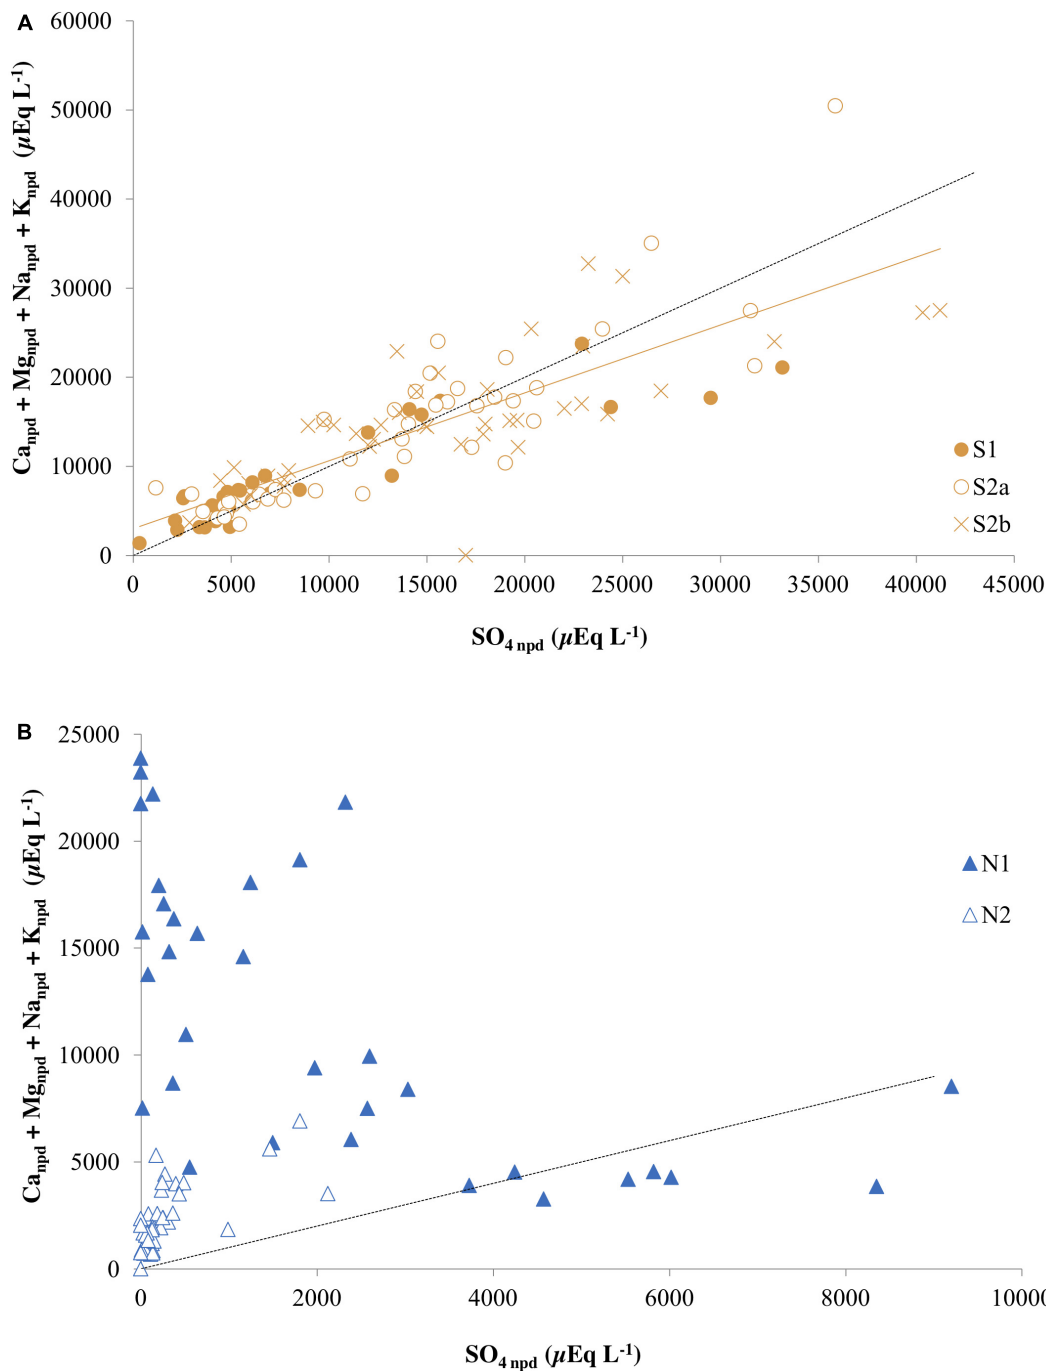 A
Ca npd + Mg npd + Na npd + K npd (µEq L-1)
60000
50000
40000
30000
20000
10000
0
S1
S2a
S2b
0 5000 10000 15000 20000 25000 30000 35000 40000 45000
SO4 npd (µEq L-1)
B
Ca npd + Mg npd + Na npd + K npd (µEq L-1)
25000
20000
15000
10000
5000
0
N1
N2
0 2000 4000 6000 8000 10000
SO4 npd (µEq L-1)